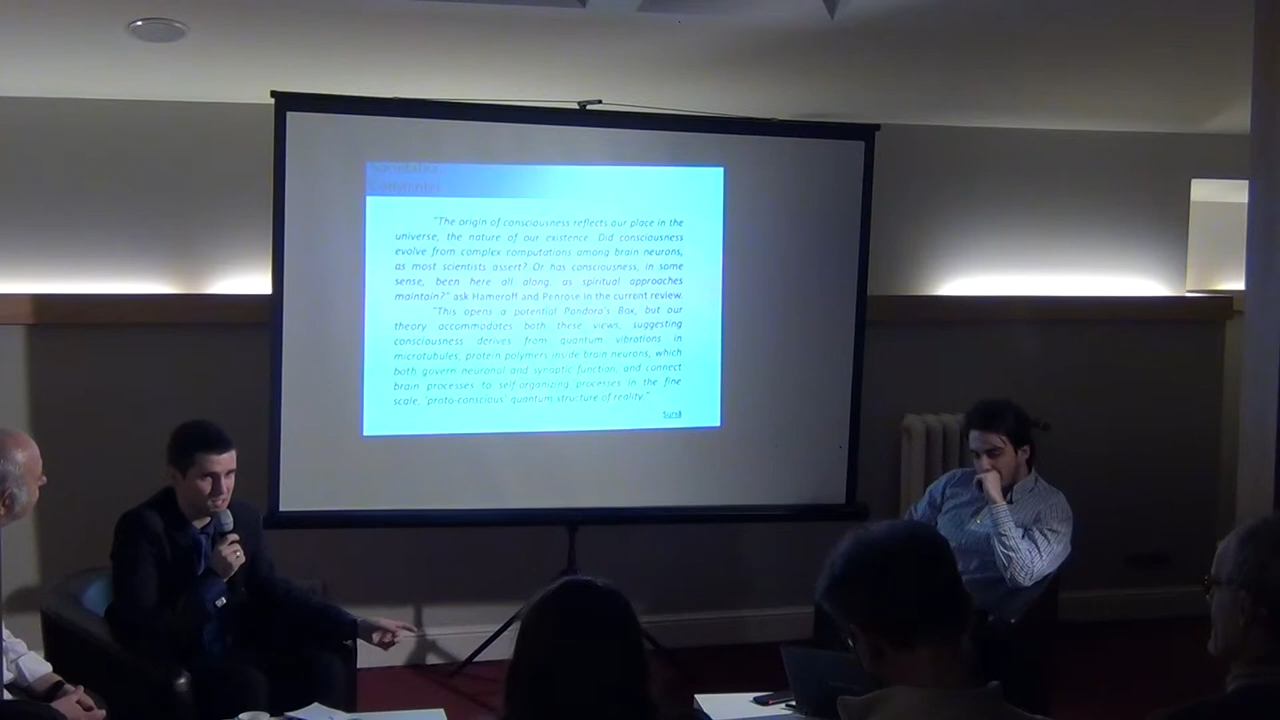 "The origin of consciousness reflects our place in the
universe, the nature of our existence. Did consciousness
evolve from complex computations among brain neurons,
as most scientists assert? Or has consciousness, in some
sense, been here all along, as spiritual approaches
maintain?" ask Hameroff and Penrose in the current review.
"This opens a potential Pandora's Box, but our
theory accommodates both these views, suggesting
consciousness derives from quantum vibrations in
microtubules, protein polymers inside brain neurons, which
both govern neuronal and synaptic function, and connect
brain processes to self-organizing processes in the fine
scale, 'proto-conscious' quantum structure of reality."
Sursă